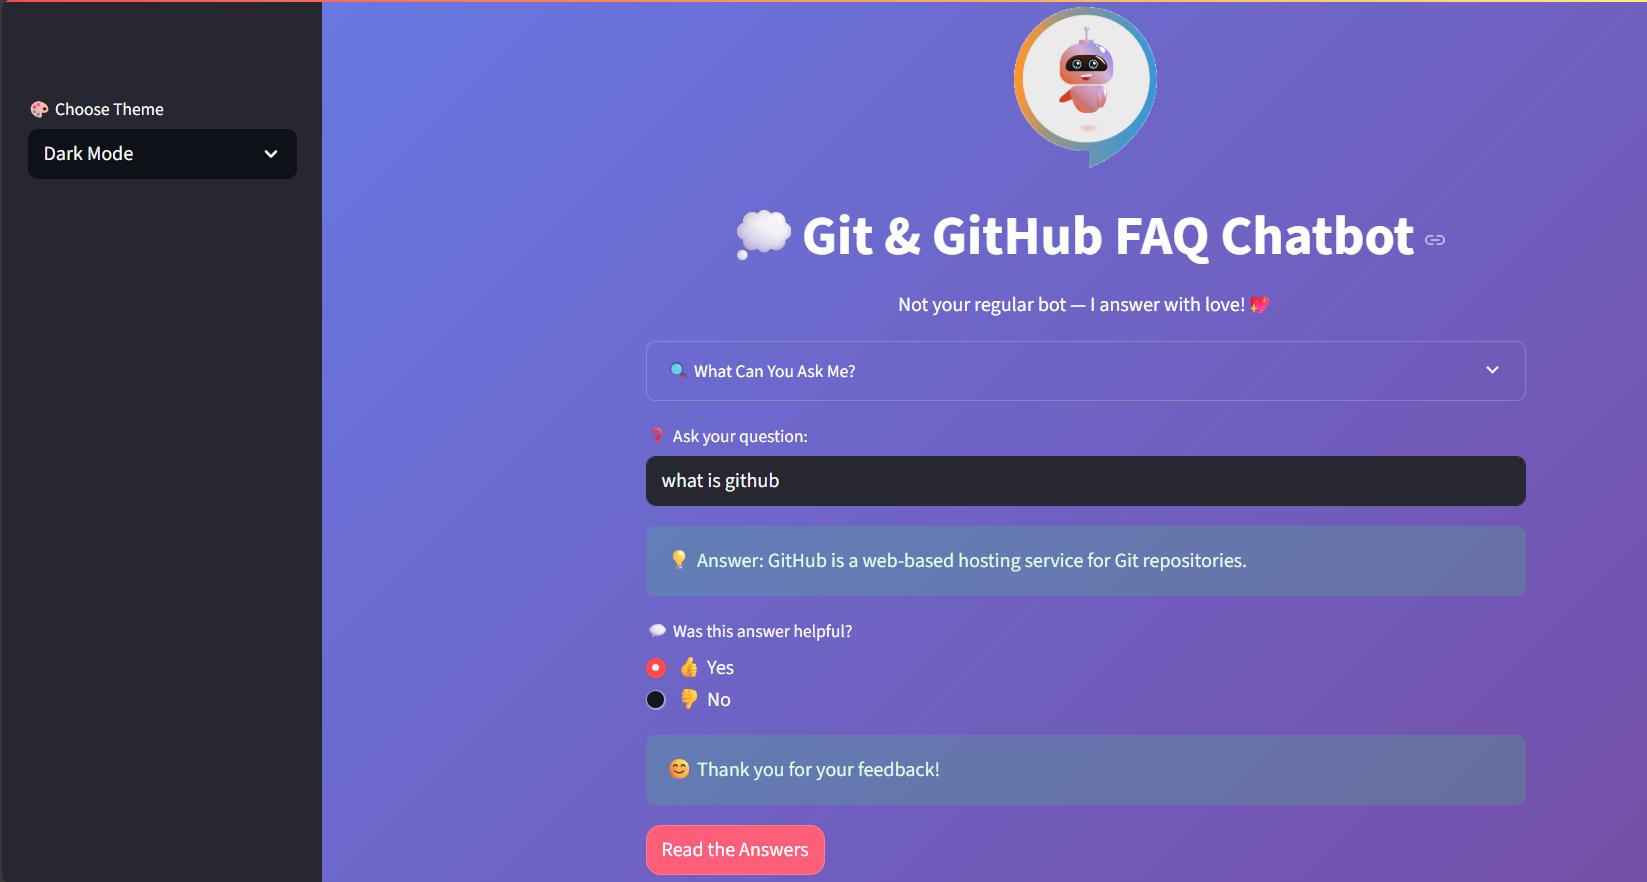 🎨 Choose Theme
Dark Mode
💭 Git & GitHub FAQ Chatbot
Not your regular bot — I answer with love! 💖
🔍 What Can You Ask Me?
❓ Ask your question:
what is github
💡 Answer: GitHub is a web-based hosting service for Git repositories.
💬 Was this answer helpful?
👍 Yes
👎 No
😊 Thank you for your feedback!
Read the Answers